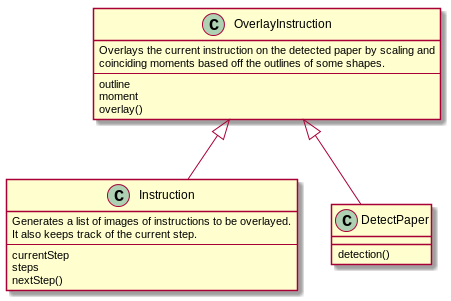 C OverlayInstruction
Overlays the current instruction on the detected paper by scaling and
coinciding moments based off the outlines of some shapes.
outline
moment
overlay()
C Instruction
Generates a list of images of instructions to be overlayed.
It also keeps track of the current step.
currentStep
steps
nextStep()
C DetectPaper
detection()